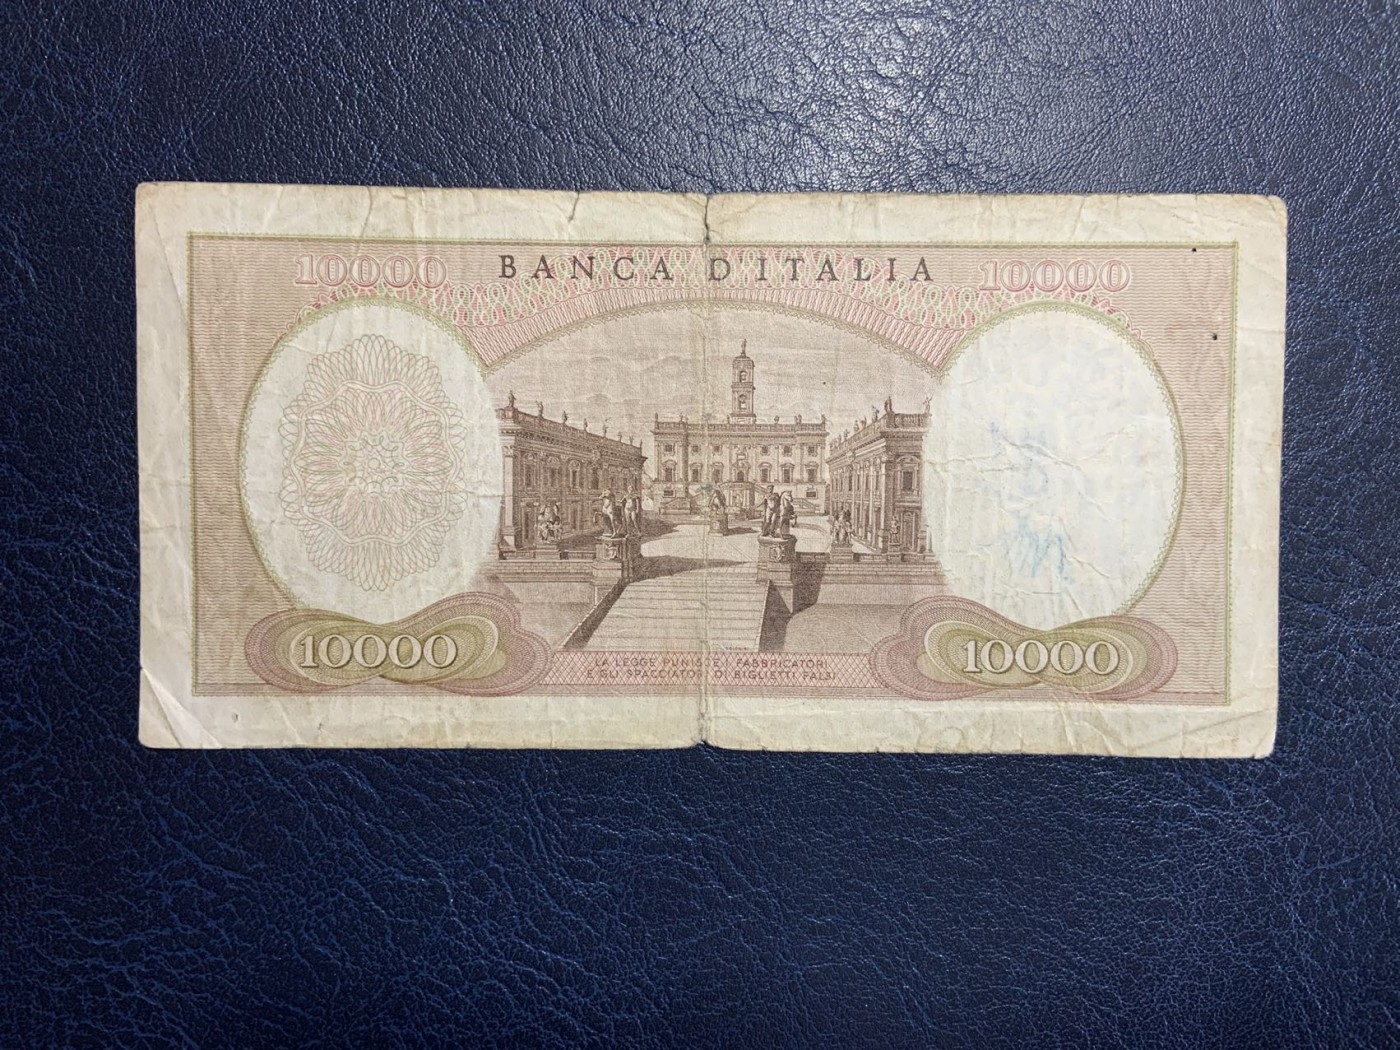 10000 BANCA D'ITALIA 10000
10000 10000
LA LEGGE PUNISCE I FABBRICATORI
E GLI SPACCIATORI DI BIGLIETTI FALSI